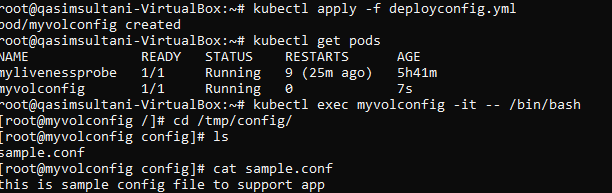 root@qasimsultani-VirtualBox:~# kubectl apply -f deployconfig.yml
pod/myvolconfig created
root@qasimsultani-VirtualBox:~# kubectl get pods
NAME READY STATUS RESTARTS AGE
mylivenessprobe 1/1 Running 9 (25m ago) 5h41m
myvolconfig 1/1 Running 0 7s
root@qasimsultani-VirtualBox:~# kubectl exec myvolconfig -it -- /bin/bash
[root@myvolconfig /]# cd /tmp/config/
[root@myvolconfig config]# ls
sample.conf
[root@myvolconfig config]# cat sample.conf
this is sample config file to support app